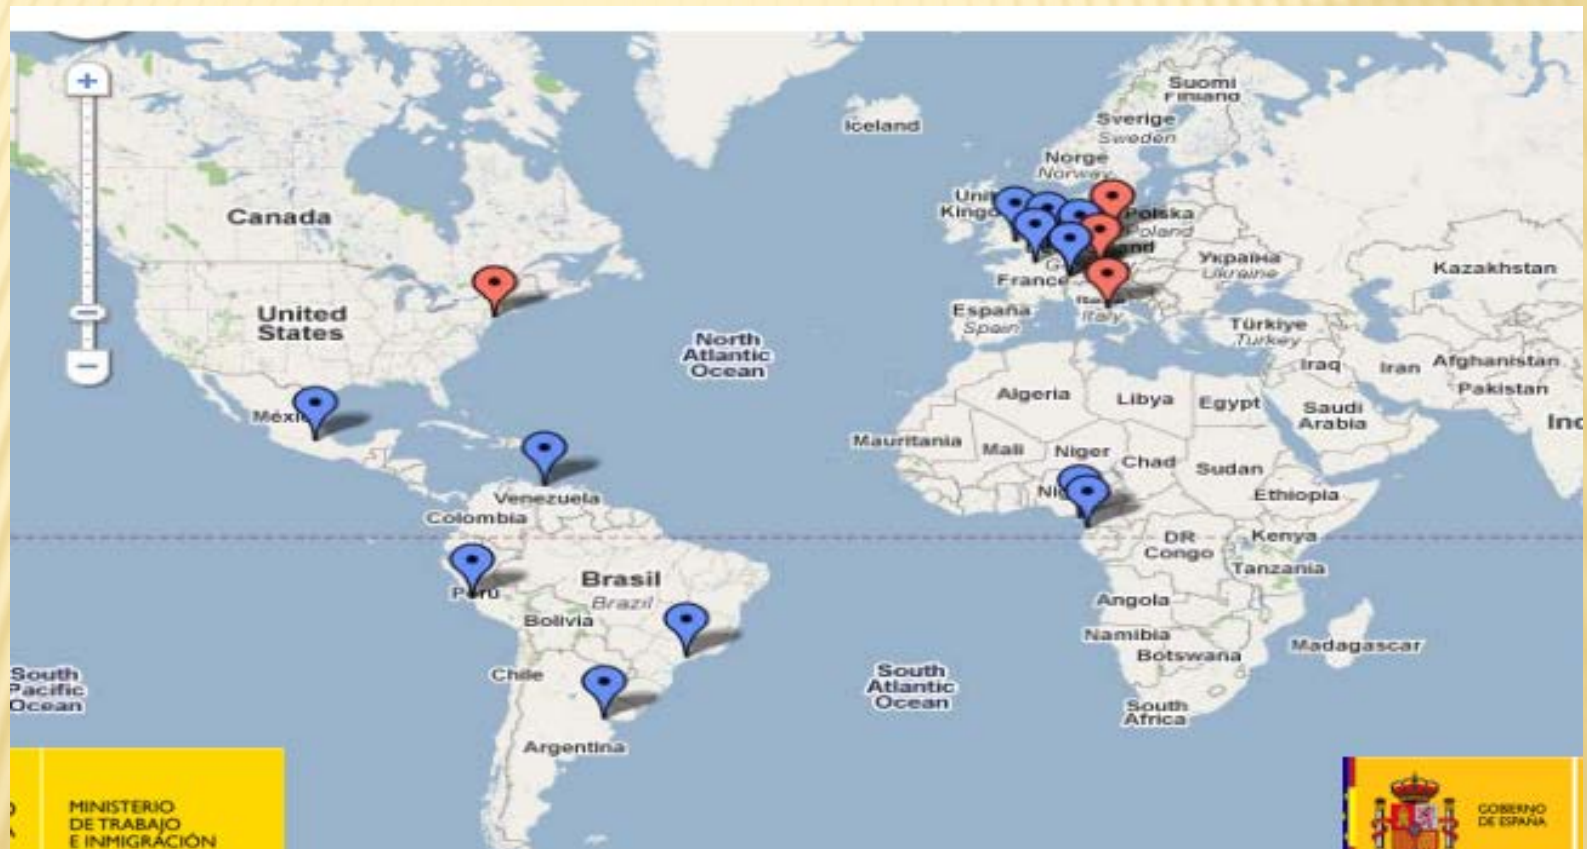 Suomi
Finland
Iceland
Sverige
Sweden
Norge
Norway
Canada
Polska
Poland
Україна
Ukraine
Kazakhstan
France
United
States
España
Spain
Italy
Türkiye
Turkey
North
Atlantic
Ocean
Iraq
Iran
Afghanistan
Pakistan
Algeria
Libya
Egypt
Saudi
Arabia
Mauritania
Mali
Niger
Chad
Sudan
Ethiopia
Venezuela
Colombia
DR
Congo
Kenya
Tanzania
Brasil
Brazil
Perú
Bolivia
Angola
Namibia
Botswana
Madagascar
Chile
South
Pacific
Ocean
South
Atlantic
Ocean
South
Africa
Argentina
MINISTERIO
DE TRABAJO
E INMIGRACIÓN
GOBIERNO
DE ESPAÑA